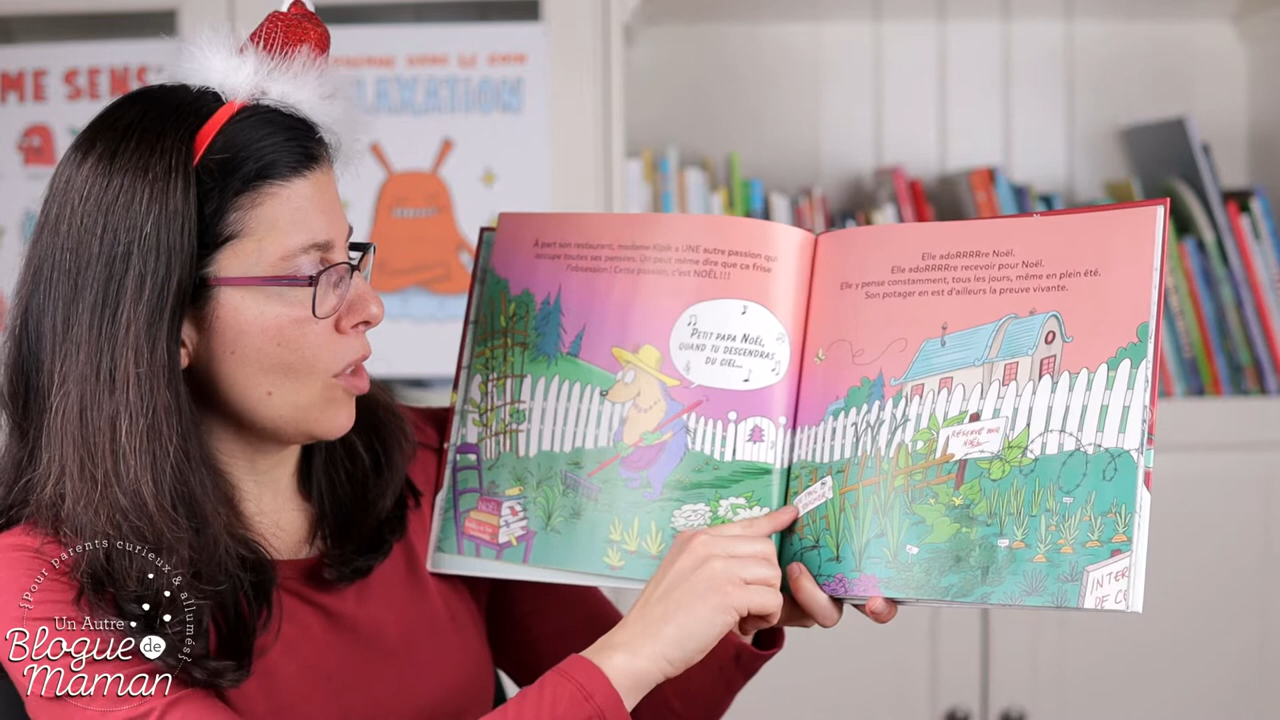 ME SENS
LAXATION
À part son restaurant, madame Kipik a UNE autre passion qui
occupe toutes ses pensées. On peut même dire que ça frise
l'obsession ! Cette passion, c'est NOËL!!!
PETIT PAPA NOËL,
QUAND TU DESCENDRAS
DU CIEL...
NOËL
Elle adoRRRRre Noël.
Elle adoRRRRre recevoir pour Noël.
Elle y pense constamment, tous les jours, même en plein été.
Son potager en est d'ailleurs la preuve vivante.
RÉSERVÉ POUR
NOËL
INTER
DE C
{Pour parents curieux & allumés}
Un Autre
Blogue de
Maman